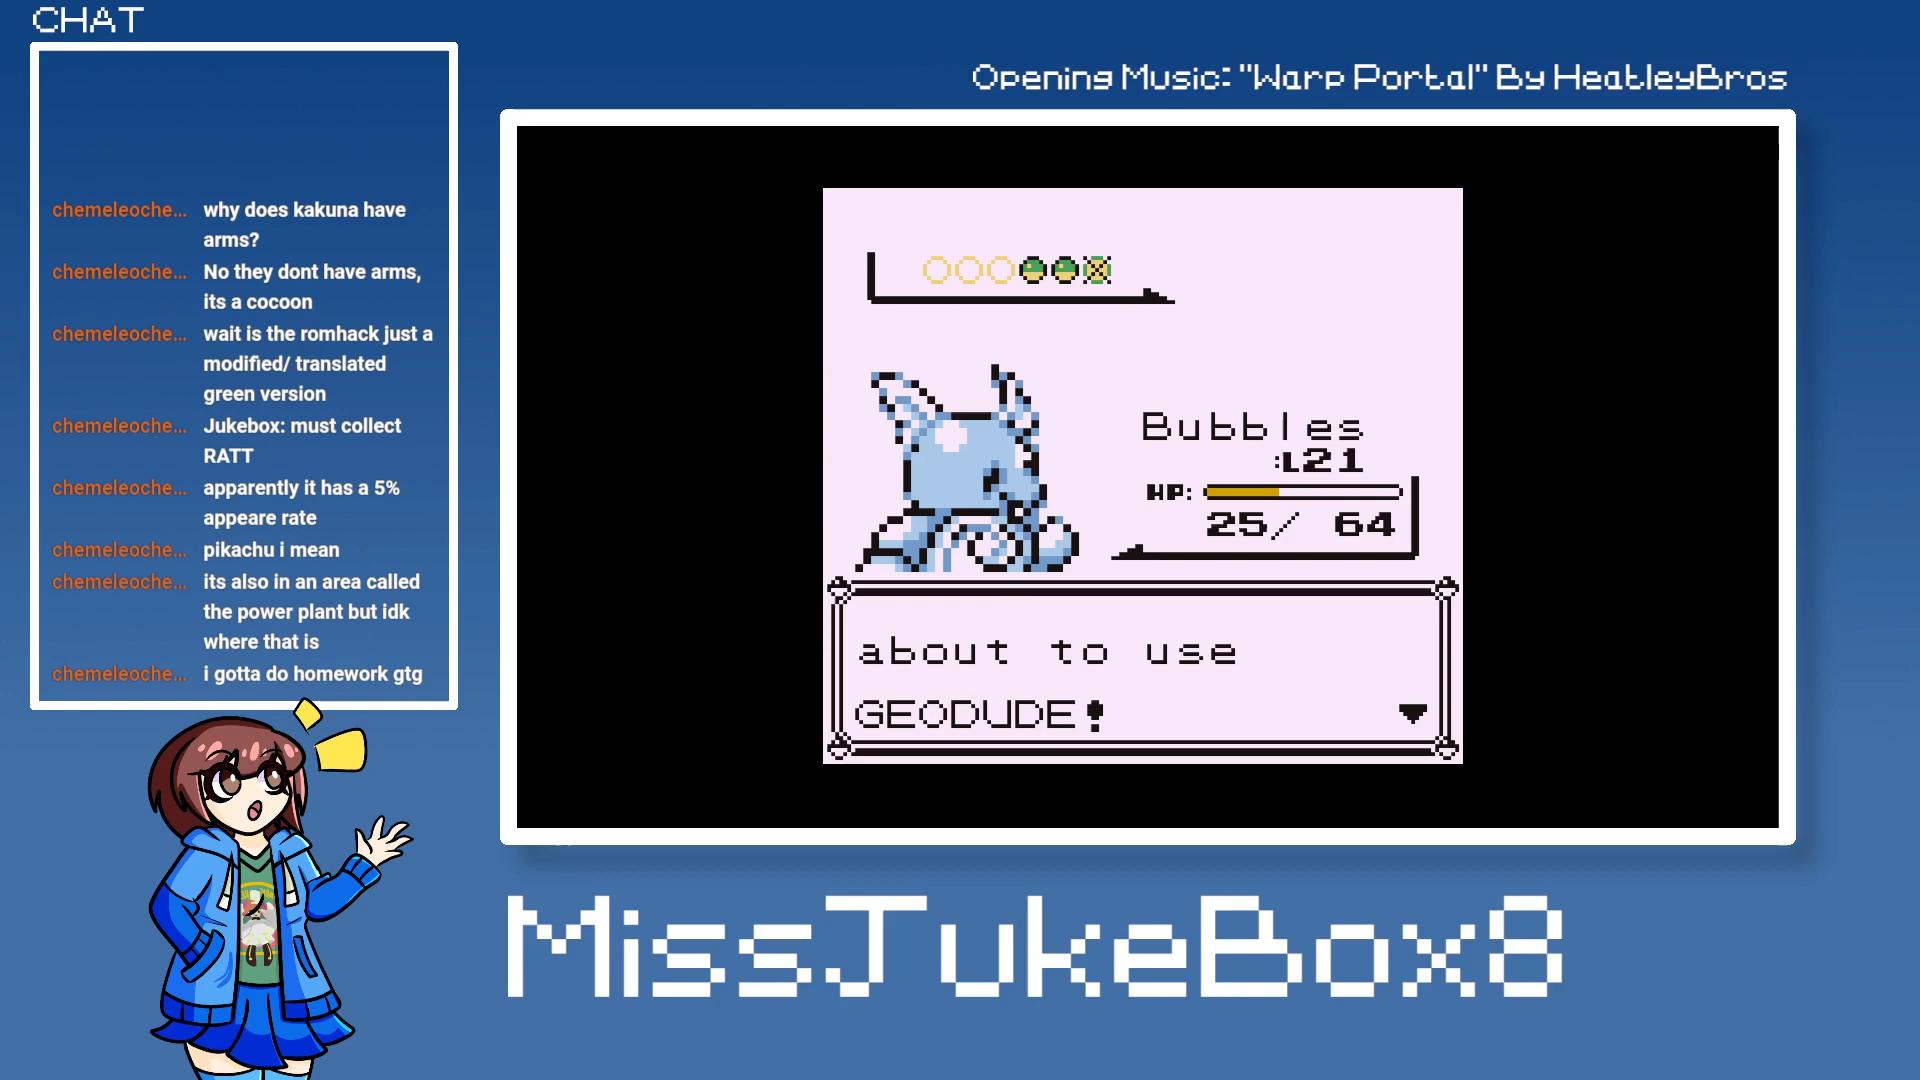 CHAT
Opening Music: "Warp Portal" By HeatleyBros
chemeleoche... why does kakuna have
arms?
chemeleoche... No they dont have arms,
its a cocoon
chemeleoche... wait is the romhack just a
modified/ translated
green version
chemeleoche... Jukebox: must collect
RATT
chemeleoche... apparently it has a 5%
appeare rate
chemeleoche... pikachu i mean
chemeleoche... its also in an area called
the power plant but idk
where that is
chemeleoche... i gotta do homework gtg
Bubbles
:L21
HP:
25/ 64
about to use
GEODUDE!
MissJukeBox8